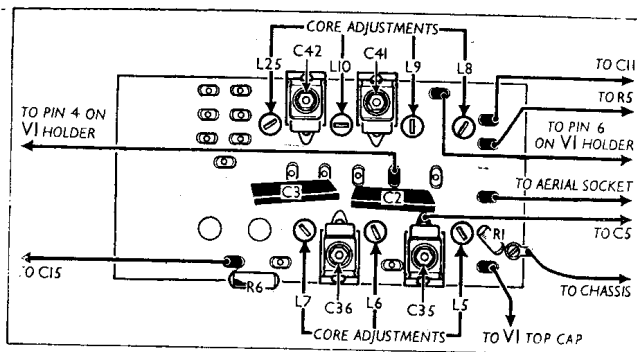 CORE ADJUSTMENTS
C42
C41
L25
L10
L9
L8
TO C11
TO R5
TO PIN 4 ON
V1 HOLDER
TO PIN 6
ON V1 HOLDER
TO AERIAL SOCKET
C3
C2
TO C5
R1
TO C15
R6
TO CHASSIS
L7
C36
L6
C35
L5
CORE ADJUSTMENTS
TO V1 TOP CAP